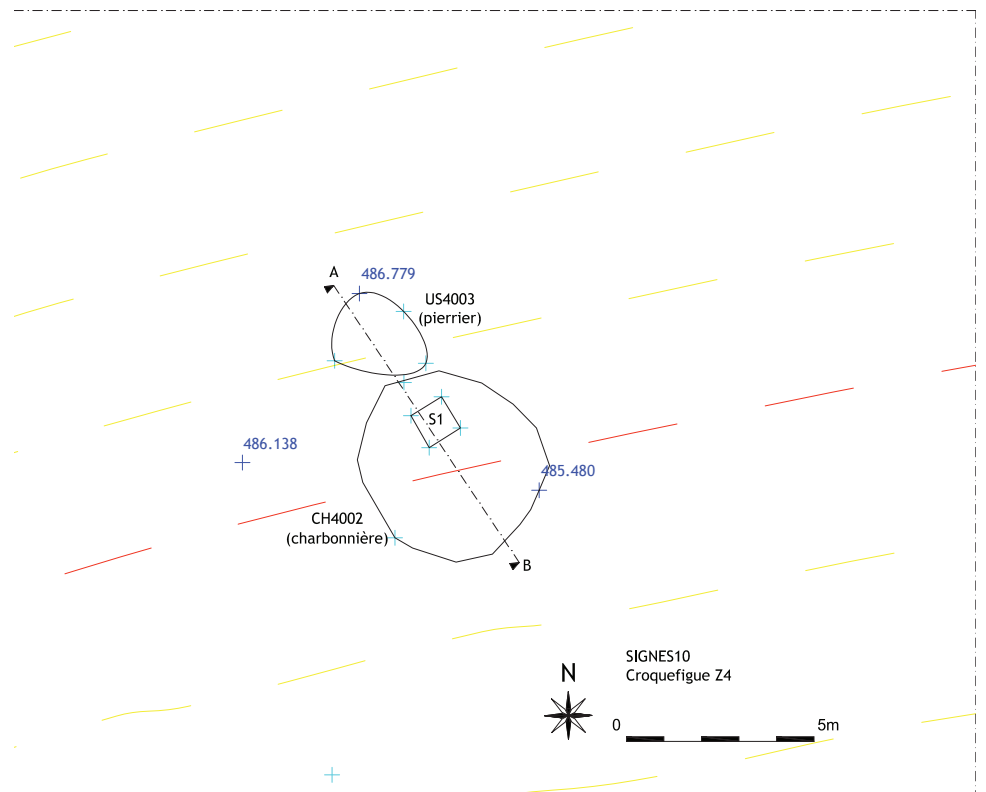 A
486.779
US4003
(pierrier)
S1
486.138
485.480
CH4002
(charbonnière)
B
N
SIGNES10
Croquefigue Z4
0
5m